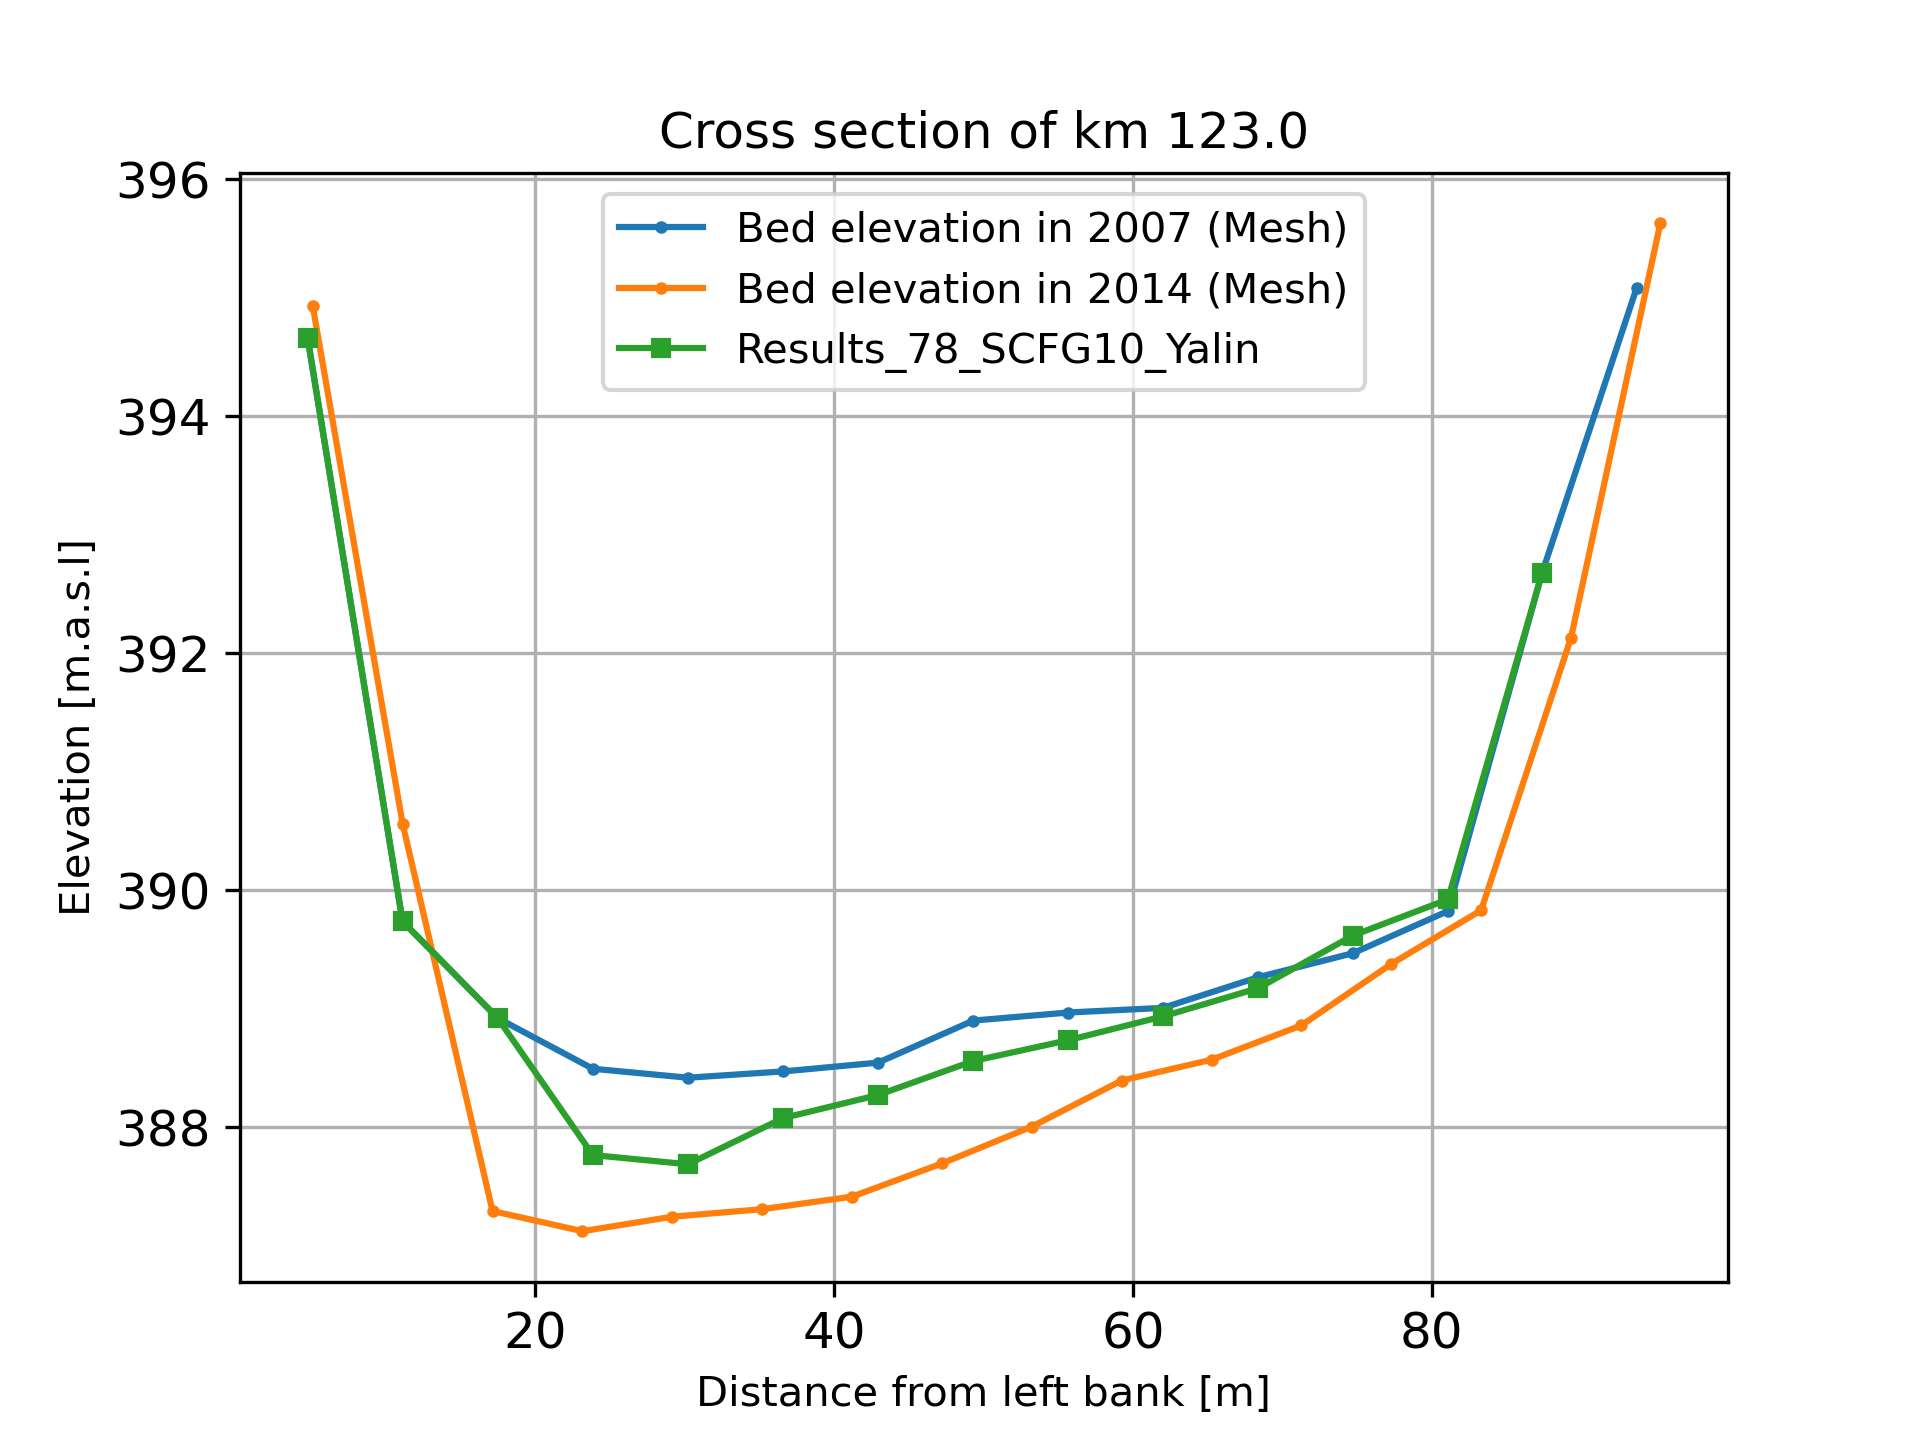 Cross section of km 123.0
396
394
392
390
388
Elevation [m.a.s.l]
Bed elevation in 2007 (Mesh)
Bed elevation in 2014 (Mesh)
Results_78_SCFG10_Yalin
20 40 60 80
Distance from left bank [m]